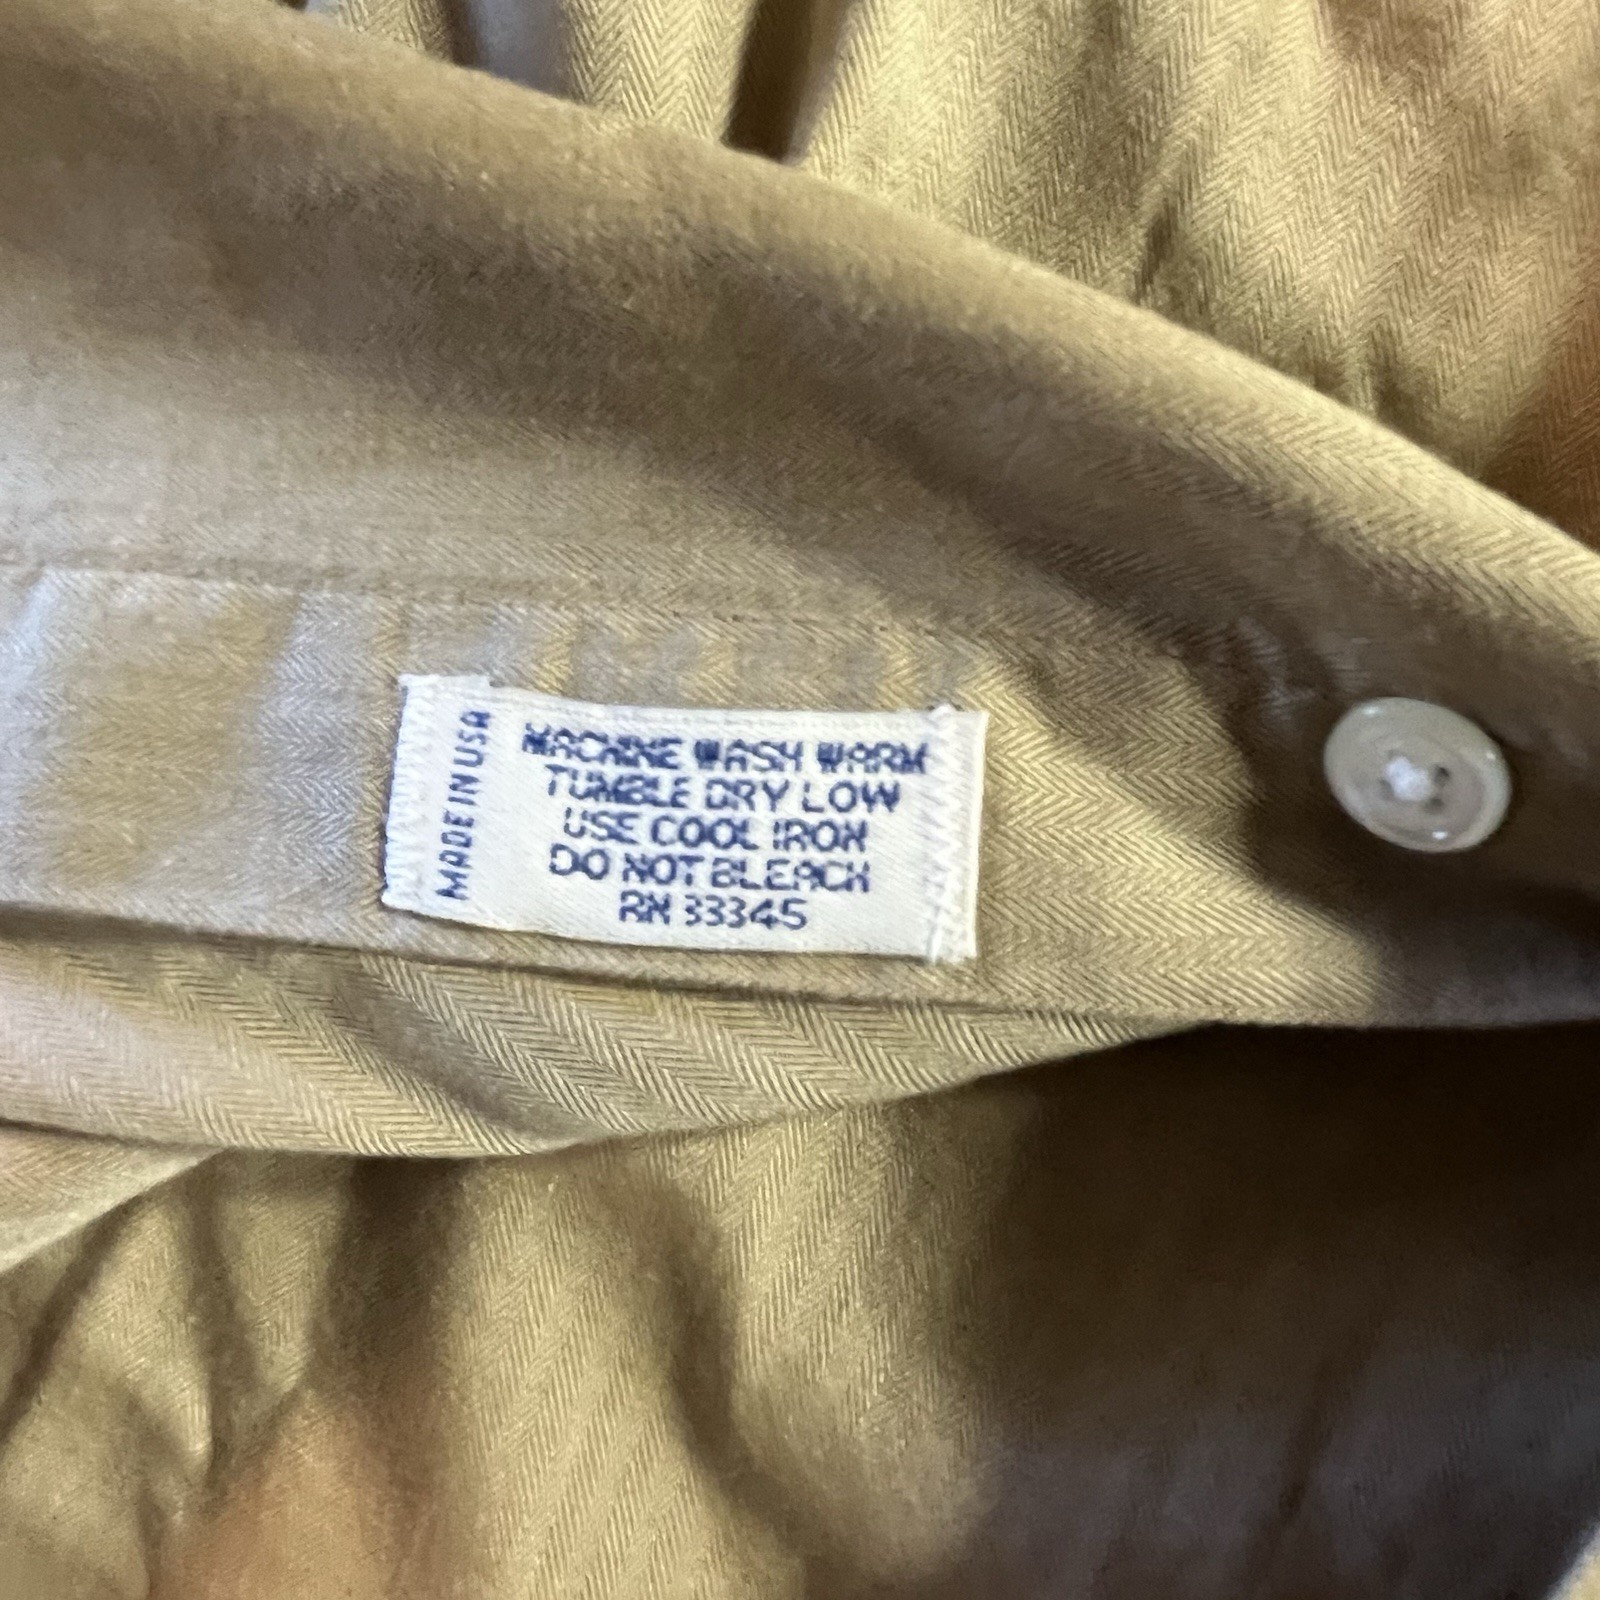 MADE IN USA
MACHINE WASH WARM
TUMBLE DRY LOW
USE COOL IRON
DO NOT BLEACH
RN 33345